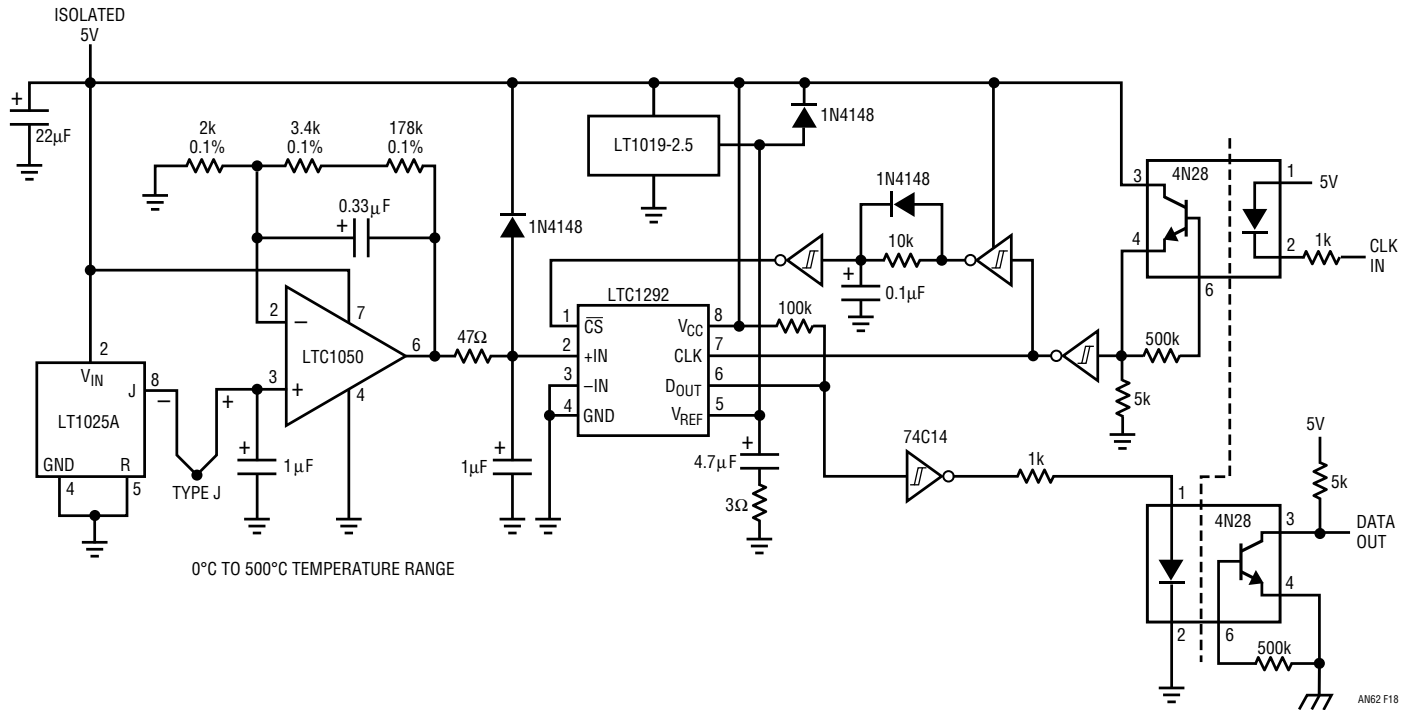 ISOLATED
5V
+
22µF
2k
0.1%
3.4k
0.1%
178k
0.1%
0.33µF
+
LT1019-2.5
1N4148
1N4148
1N4148
10k
+
0.1µF
3
4N28
1
5V
4
2
1k
CLK
IN
6
500k
5k
2
VIN
J
8
–
+
LT1025A
GND
R
4
5
TYPE J
+
1µF
2
–
7
LTC1050
6
3
+
4
47Ω
+
1µF
LTC1292
1
CS
VCC
8
100k
2
+IN
CLK
7
3
–IN
DOUT
6
4
GND
VREF
5
+
4.7µF
3Ω
74C14
1k
5V
5k
1
4N28
3
DATA
OUT
4
2
6
500k
0°C TO 500°C TEMPERATURE RANGE
AN62 F18